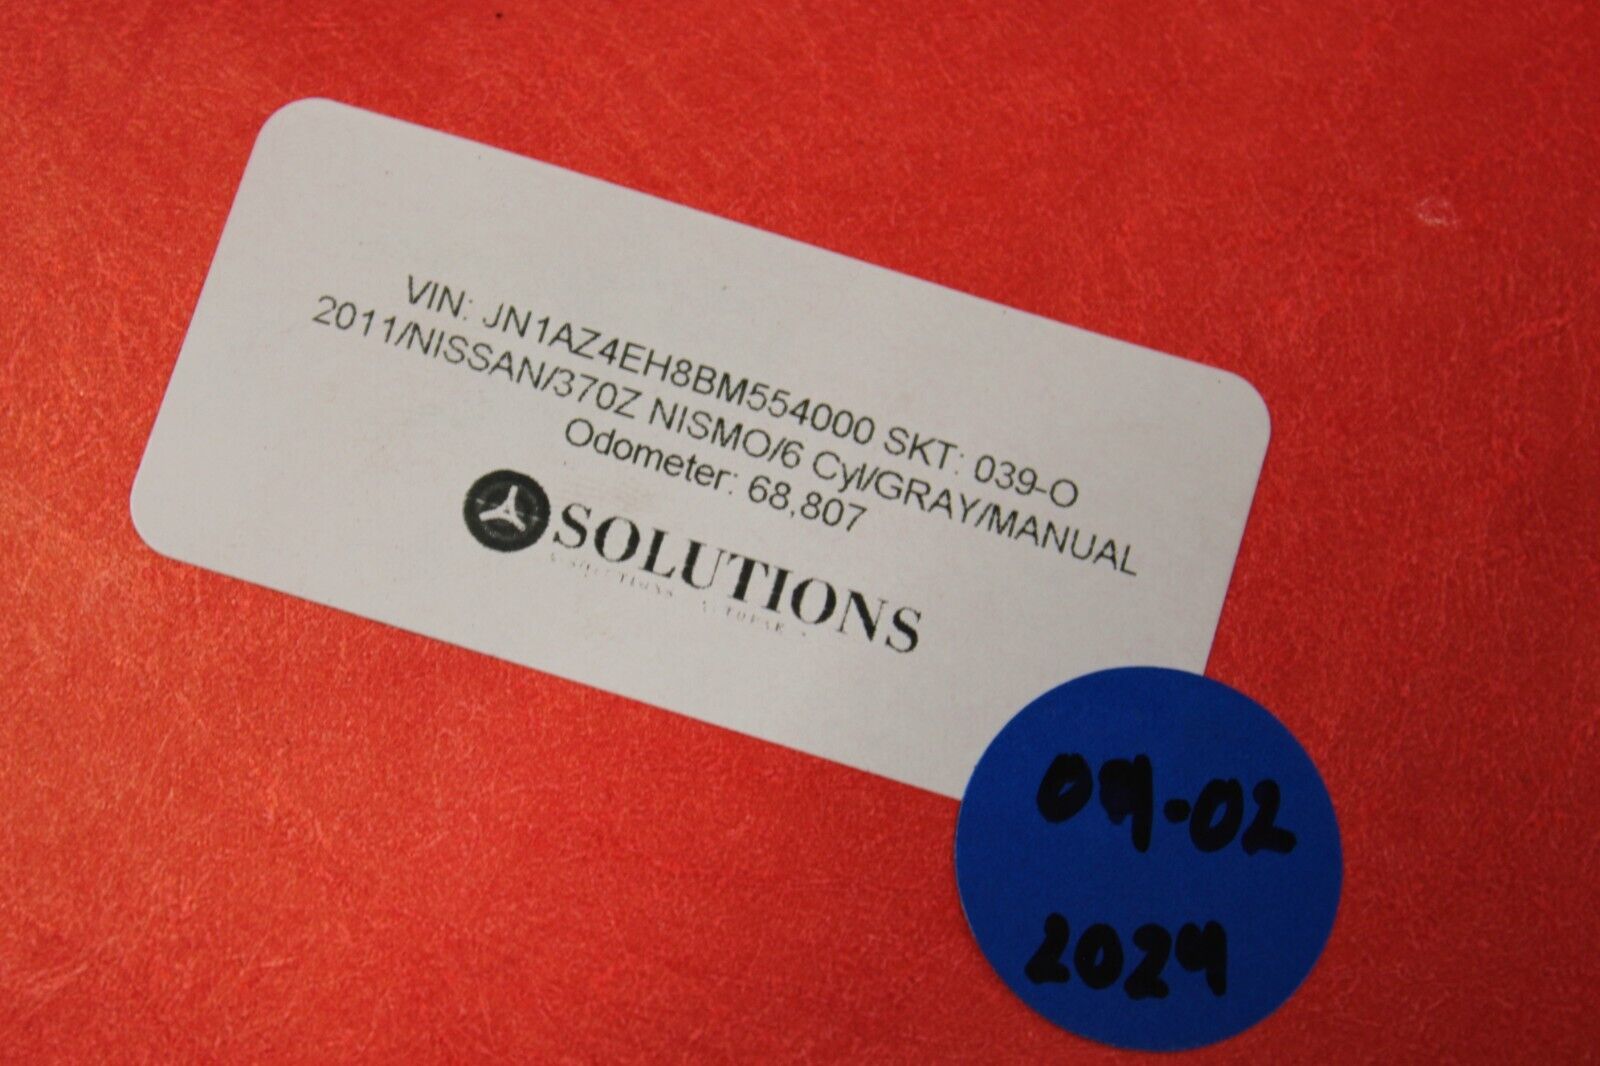 VIN: JN1AZ4EH8BM554000 SKT: 039-O
2011/NISSAN/370Z NISMO/6 Cyl/GRAY/MANUAL
Odometer: 68,807
SOLUTIONS
09-02
2024